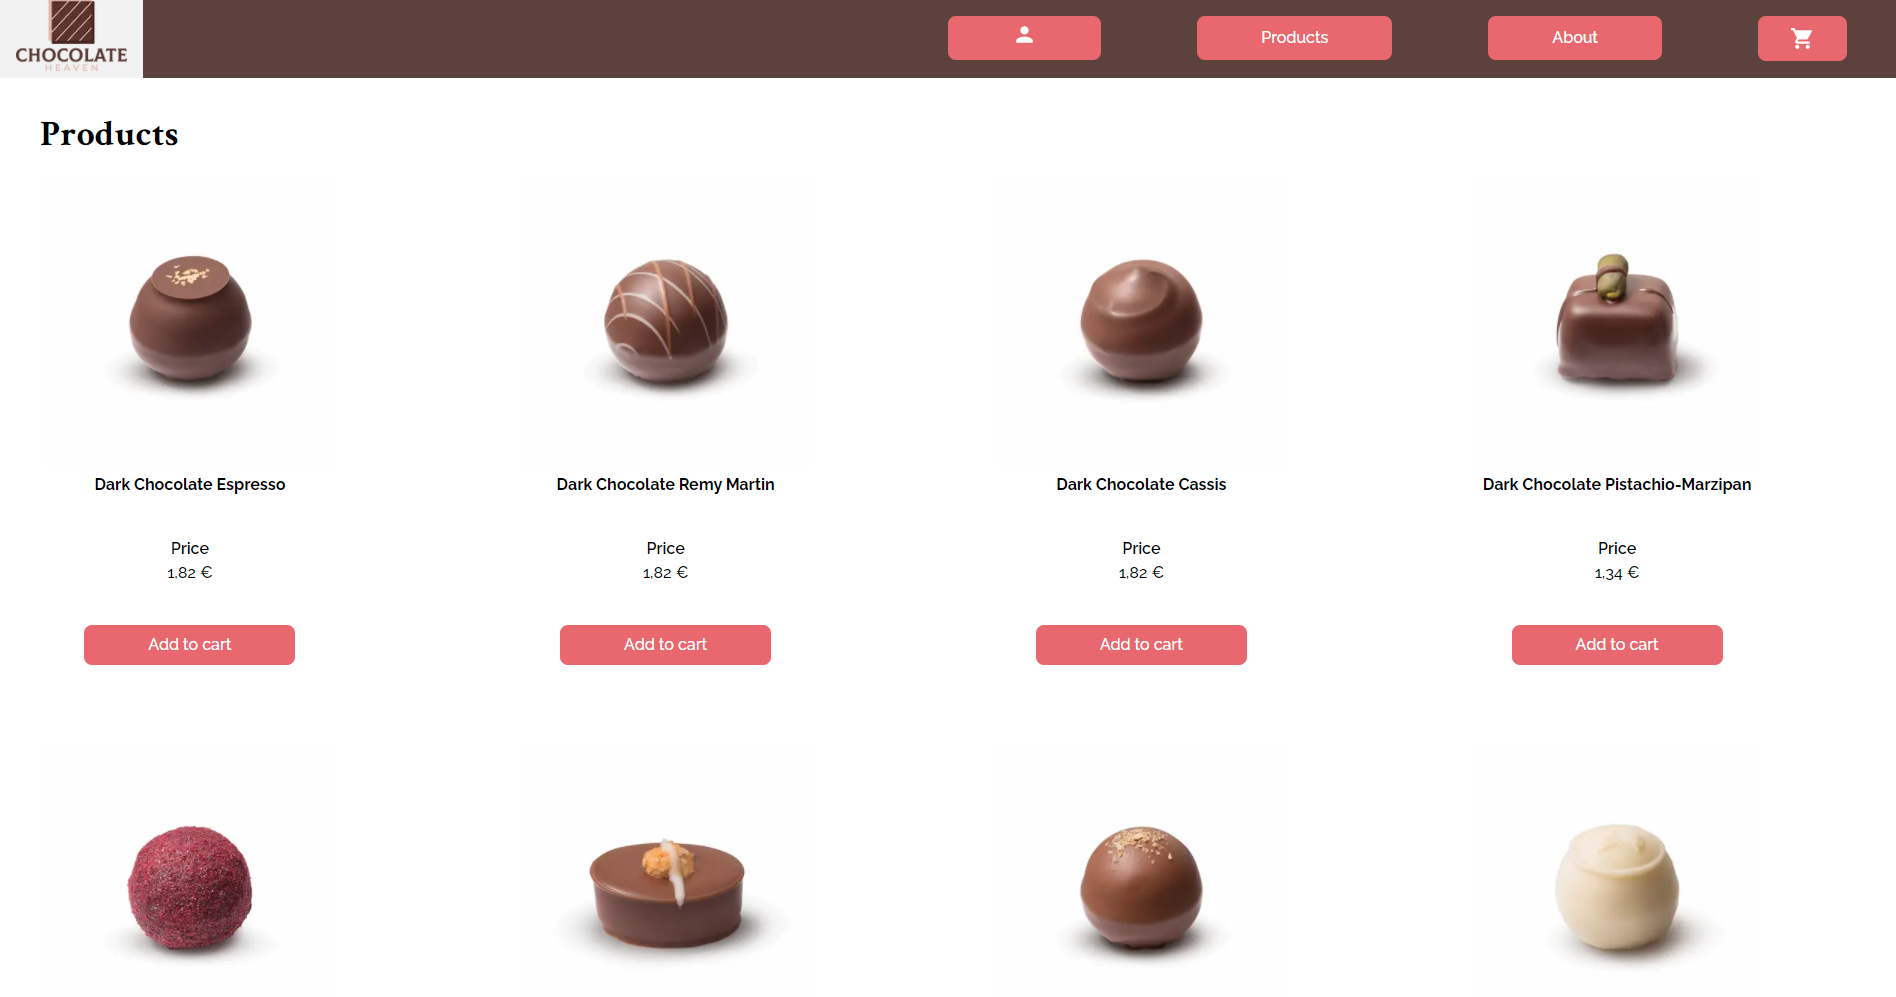 CHOCOLATE
HEAVEN
Products
About
Products
Dark Chocolate Espresso
Dark Chocolate Remy Martin
Dark Chocolate Cassis
Dark Chocolate Pistachio-Marzipan
Price
Price
Price
Price
1,82 €
1,82 €
1,82 €
1,34 €
Add to cart
Add to cart
Add to cart
Add to cart